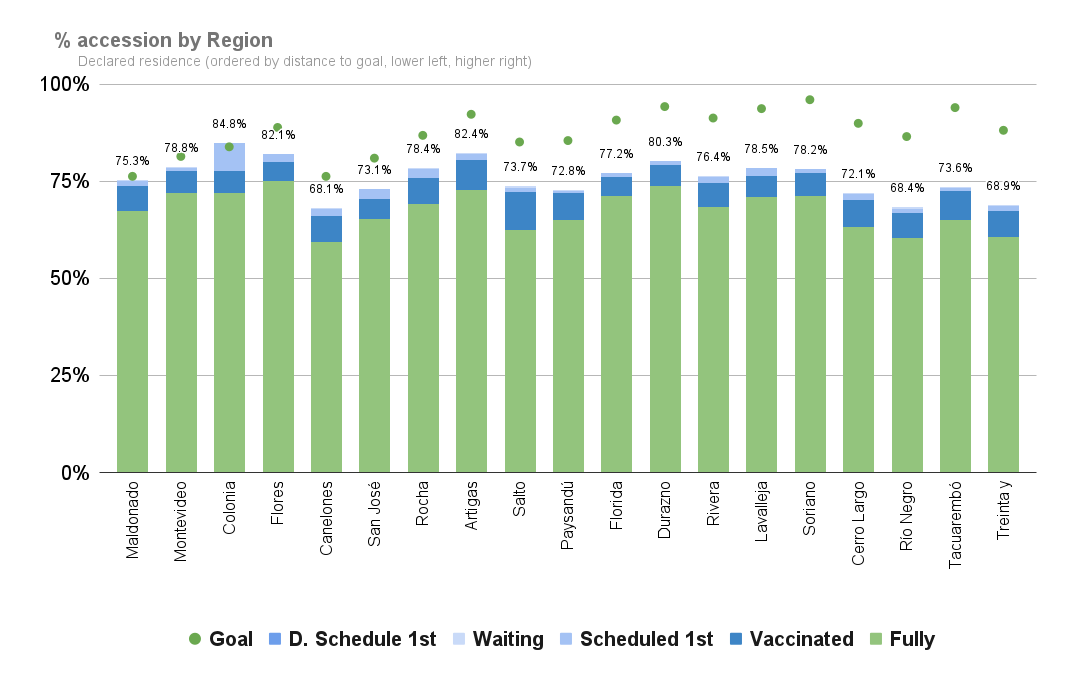 % accession by Region
Declared residence (ordered by distance to goal, lower left, higher right)
100%
75%
50%
25%
0%
75.3%
78.8%
84.8%
82.1%
68.1%
73.1%
78.4%
82.4%
73.7%
72.8%
77.2%
80.3%
76.4%
78.5%
78.2%
72.1%
68.4%
73.6%
68.9%
Maldonado
Montevideo
Colonia
Flores
Canelones
San José
Rocha
Artigas
Salto
Paysandú
Florida
Durazno
Rivera
Lavalleja
Soriano
Cerro Largo
Río Negro
Tacuarembó
Treinta y
Goal D. Schedule 1st Waiting Scheduled 1st Vaccinated Fully